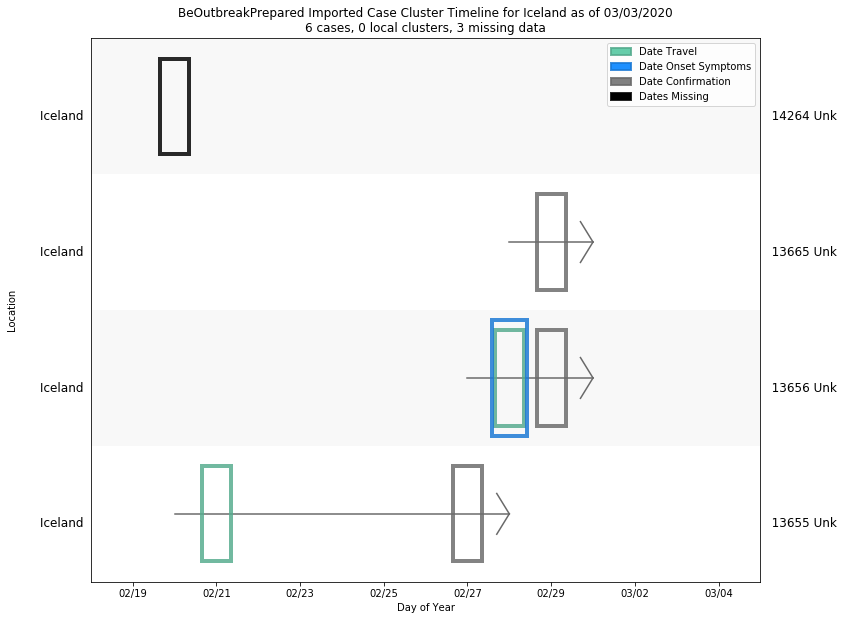 BeOutbreakPrepared Imported Case Cluster Timeline for Iceland as of 03/03/2020
6 cases, 0 local clusters, 3 missing data
Date Travel
Date Onset Symptoms
Date Confirmation
Dates Missing
Iceland
14264 Unk
Iceland
13665 Unk
Location
Iceland
13656 Unk
Iceland
13655 Unk
02/19 02/21 02/23 02/25 02/27 02/29 03/02 03/04
Day of Year